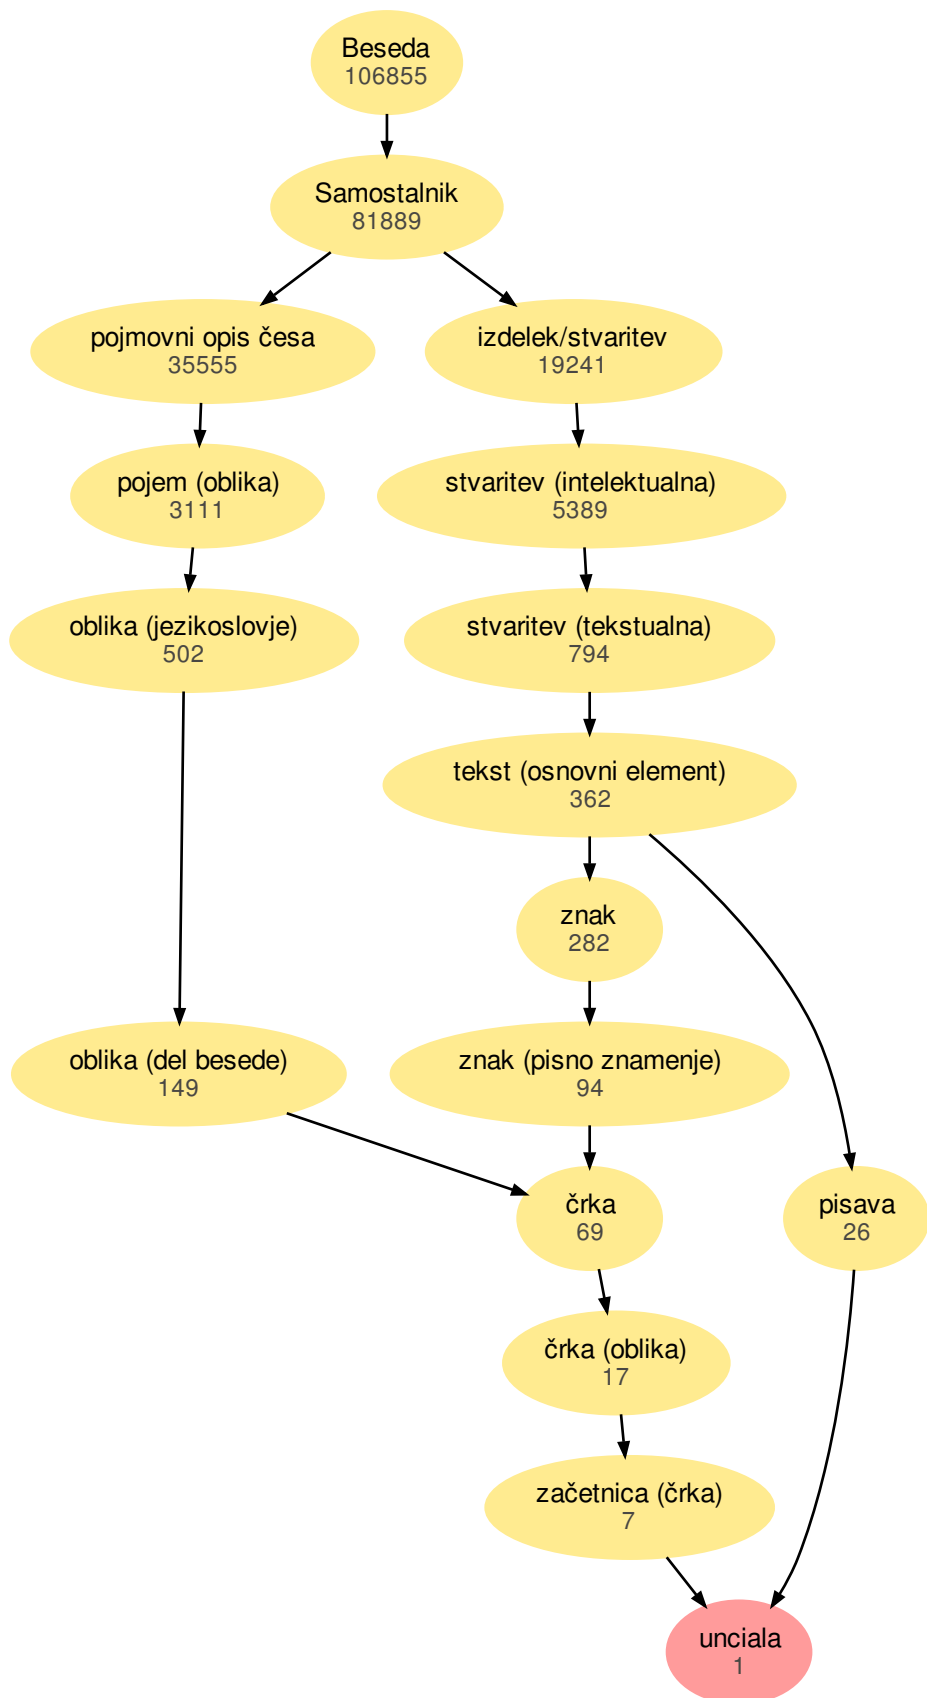 Beseda
106855
Samostalnik
81889
pojmovni opis česa
35555
izdelek/stvaritev
19241
pojem (oblika)
3111
stvaritev (intelektualna)
5389
oblika (jezikoslovje)
502
stvaritev (tekstualna)
794
tekst (osnovni element)
362
znak
282
oblika (del besede)
149
znak (pisno znamenje)
94
črka
69
pisava
26
črka (oblika)
17
začetnica (črka)
7
unciala
1